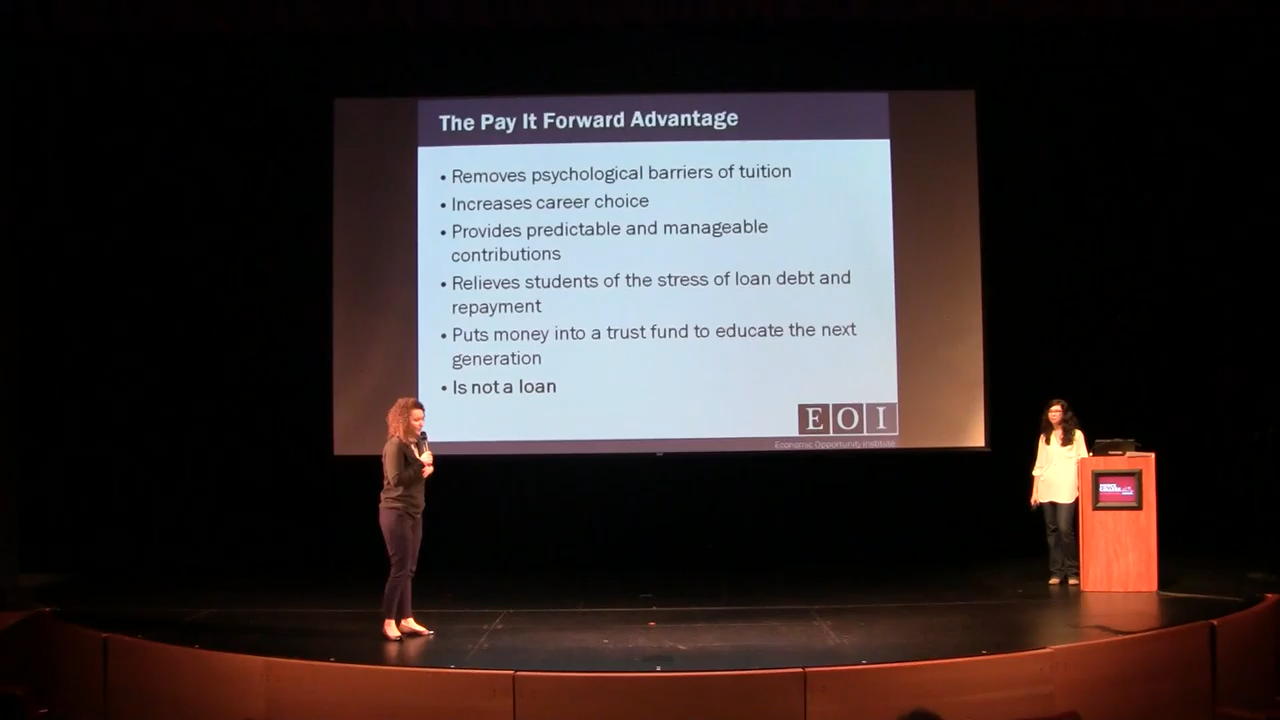 The Pay It Forward Advantage
• Removes psychological barriers of tuition
• Increases career choice
• Provides predictable and manageable
contributions
• Relieves students of the stress of loan debt and
repayment
• Puts money into a trust fund to educate the next
generation
• Is not a loan
EOI
Economic Opportunity Institute
COLLEGE